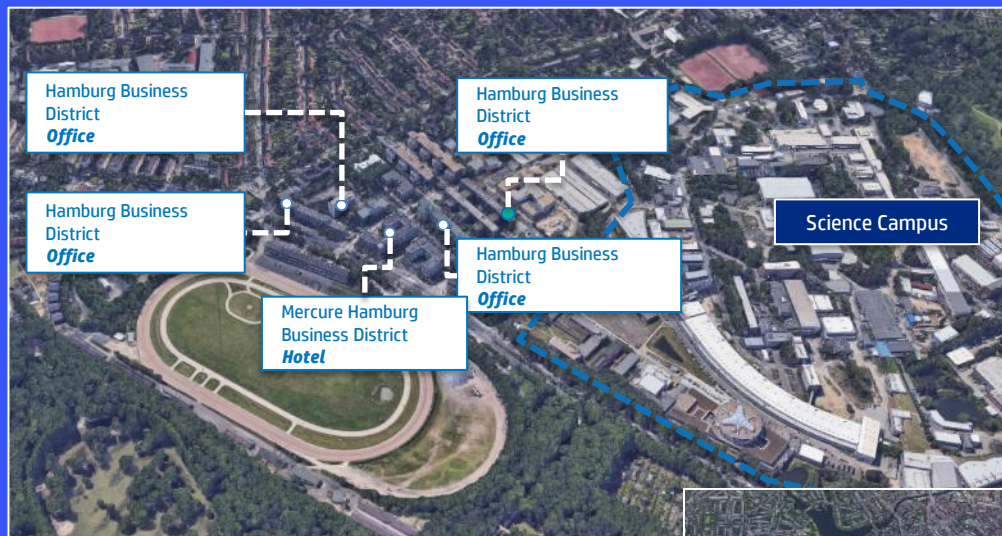 Hamburg Business
District
Office
Hamburg Business
District
Office
Hamburg Business
District
Office
Science Campus
Hamburg Business
District
Office
Mercure Hamburg
Business District
Hotel